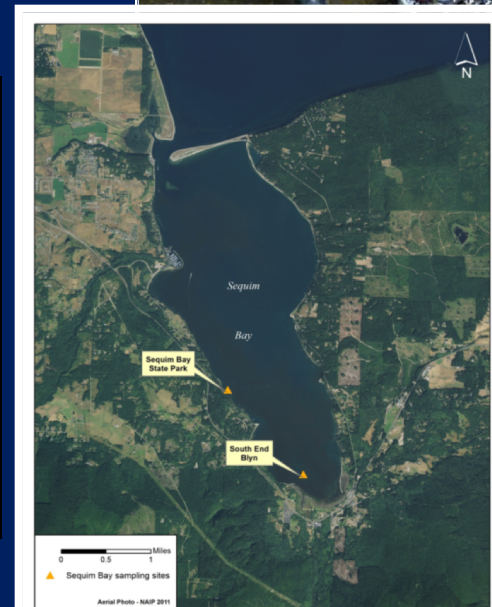 N
Sequim
Bay
Sequim Bay
State Park
South End
Blyn
Miles
0 0.5 1
Sequim Bay sampling sites
Aerial Photo - NAIP 2011